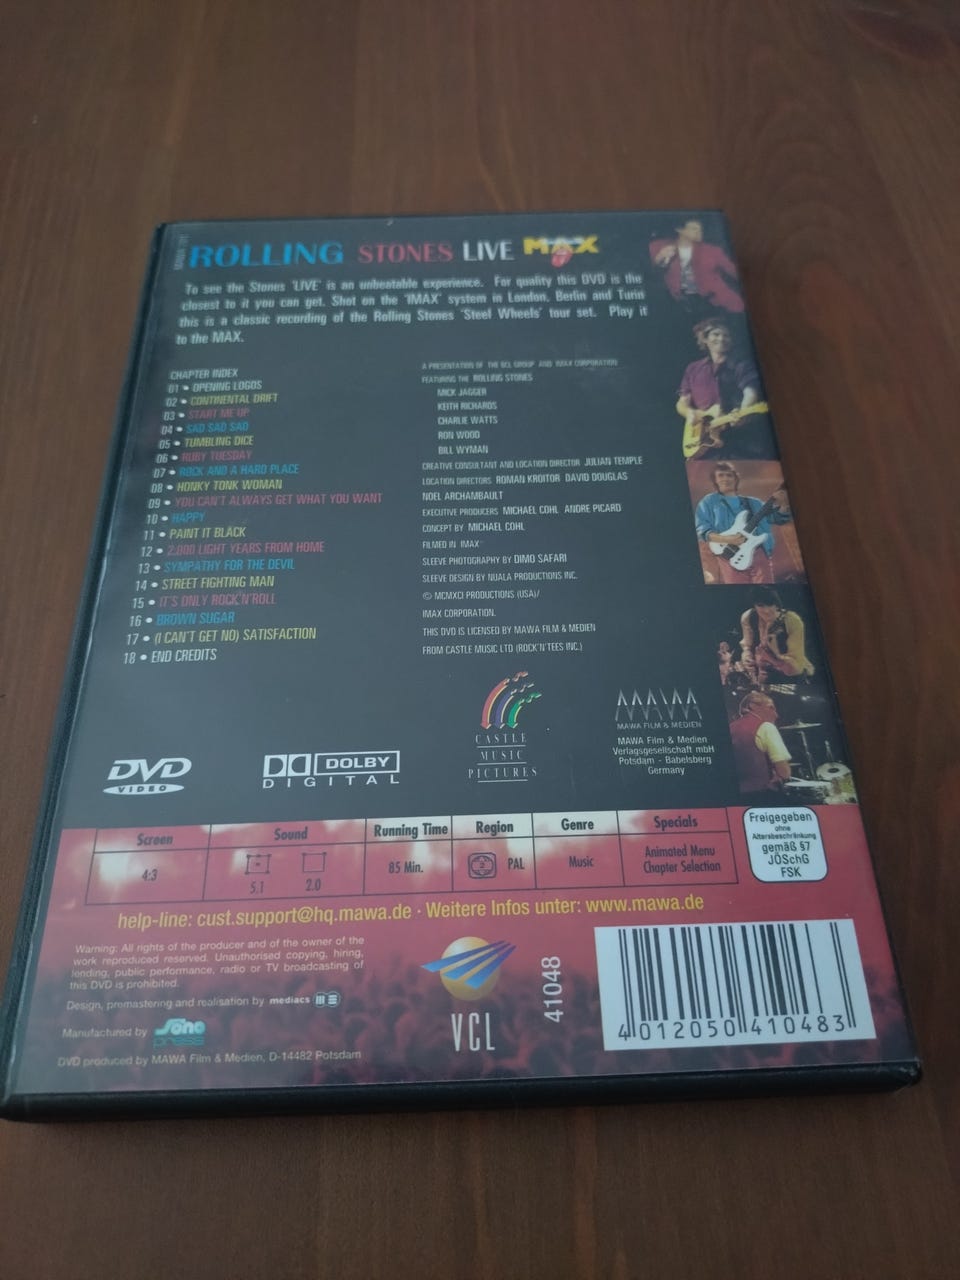 ROLLING STONES LIVE MAX
To see the Stones 'LIVE' is an unbeatable experience. For quality this DVD is the
closest to it you can get. Shot on the 'IMAX' system in London, Berlin and Turin
this is a classic recording of the Rolling Stones 'Steel Wheels' tour set. Play it
to the MAX.
CHAPTER INDEX
01 • OPENING LOGOS
02 • CONTINENTAL DRIFT
03 • START ME UP
04 • SAD SAD SAD
05 • TUMBLING DICE
06 • RUBY TUESDAY
07 • ROCK AND A HARD PLACE
08 • HONKY TONK WOMAN
09 • YOU CAN'T ALWAYS GET WHAT YOU WANT
10 • HAPPY
11 • PAINT IT BLACK
12 • 2,000 LIGHT YEARS FROM HOME
13 • SYMPATHY FOR THE DEVIL
14 • STREET FIGHTING MAN
15 • IT'S ONLY ROCK'N'ROLL
16 • BROWN SUGAR
17 • (I CAN'T GET NO) SATISFACTION
18 • END CREDITS
A PRESENTATION OF THE BCL GROUP AND IMAX CORPORATION
FEATURING THE ROLLING STONES
MICK JAGGER
KEITH RICHARDS
CHARLIE WATTS
RON WOOD
BILL WYMAN
CREATIVE CONSULTANT AND LOCATION DIRECTOR JULIAN TEMPLE
LOCATION DIRECTORS ROMAN KROITOR DAVID DOUGLAS
NOEL ARCHAMBAULT
EXECUTIVE PRODUCERS MICHAEL COHL ANDRE PICARD
CONCEPT BY MICHAEL COHL
FILMED IN IMAX
SLEEVE PHOTOGRAPHY BY DIMO SAFARI
SLEEVE DESIGN BY NUALA PRODUCTIONS INC.
© MCMXCI PRODUCTIONS (USA)/
IMAX CORPORATION.
THIS DVD IS LICENSED BY MAWA FILM & MEDIEN
FROM CASTLE MUSIC LTD (ROCK'N'TEES INC.)
DVD
VIDEO
DOLBY
DIGITAL
CASTLE
MUSIC
PICTURES
MAWA
MAWA FILM & MEDIEN
MAWA Film & Medien
Verlagsgesellschaft mbH
Potsdam - Babelsberg
Germany
Screen Sound Running Time Region Genre Specials
4:3 5.1 2.0 85 Min. 2 PAL Music Animated Menu
Chapter Selection
Freigegeben
ohne
Altersbeschränkung
gemäß §7
JÖSchG
FSK
help-line: cust.support@hq.mawa.de · Weitere Infos unter: www.mawa.de
Warning: All rights of the producer and of the owner of the
work reproduced reserved. Unauthorised copying, hiring,
lending, public performance, radio or TV broadcasting of
this DVD is prohibited.
Design, premastering and realisation by mediacs
Manufactured by sono press
DVD produced by MAWA Film & Medien, D-14482 Potsdam
VCL
41048
4 012050 410483